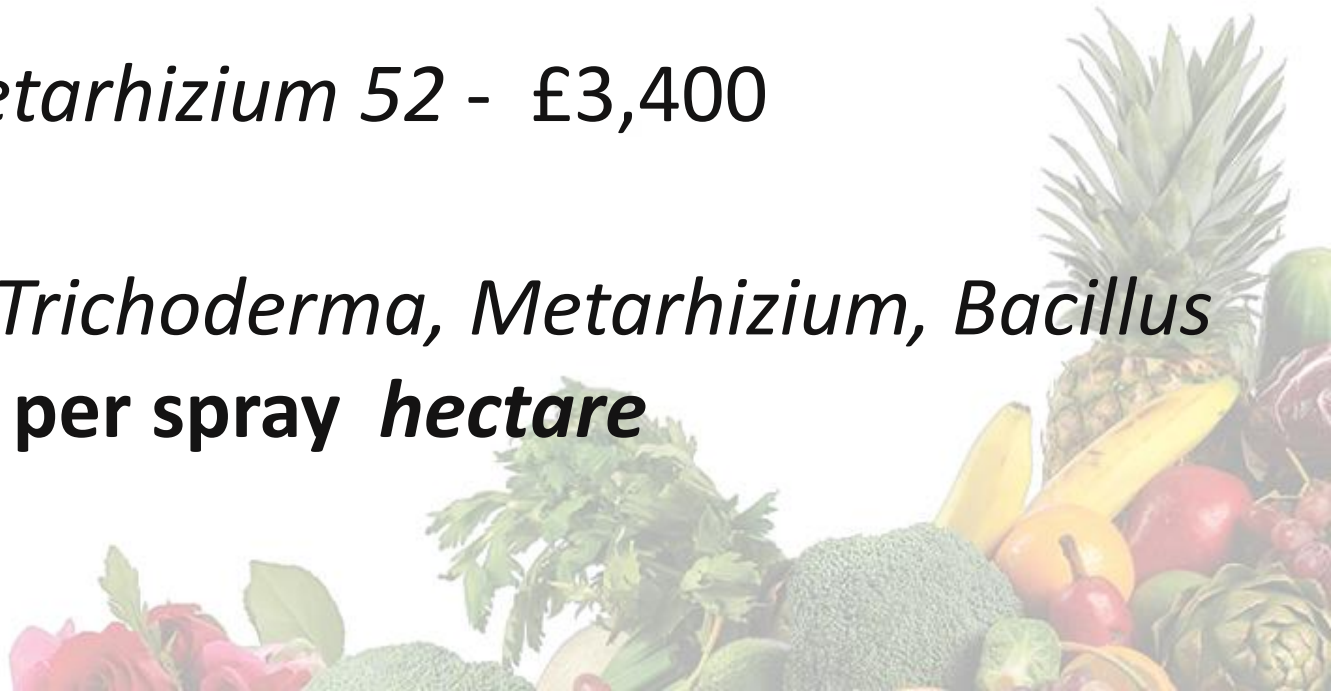 etarhizium 52 - £3,400
Trichoderma, Metarhizium, Bacillus
per spray hectare